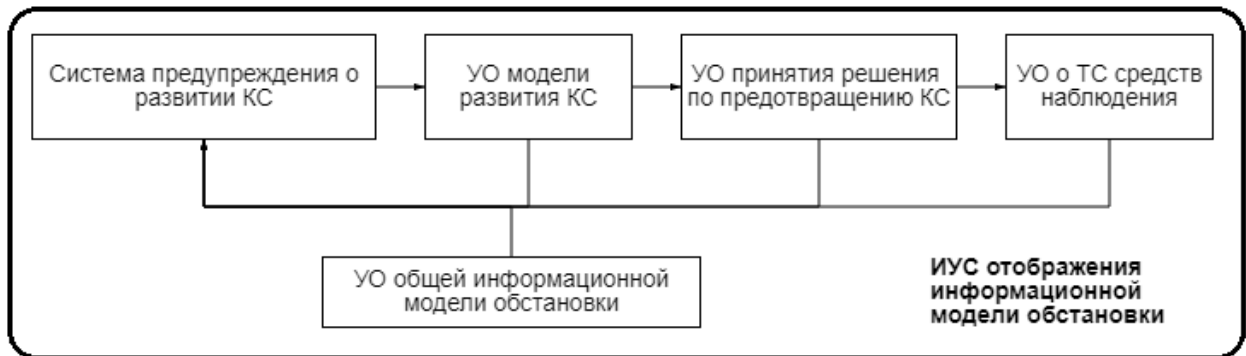 Система предупреждения о
развитии КС
УО модели
развития КС
УО принятия решения
по предотвращению КС
УО о ТС средств
наблюдения
УО общей информационной
модели обстановки
ИУС отображения
информационной
модели обстановки